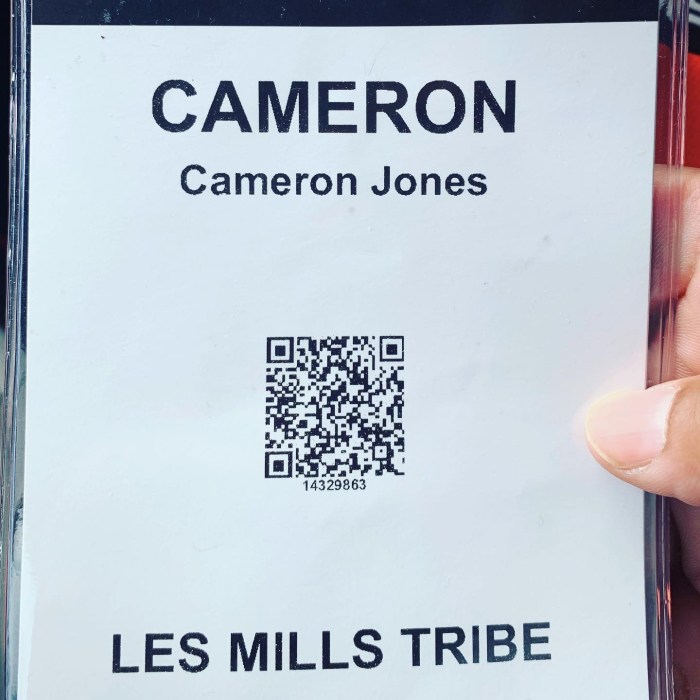 CAMERON
Cameron Jones
14329863
LES MILLS TRIBE